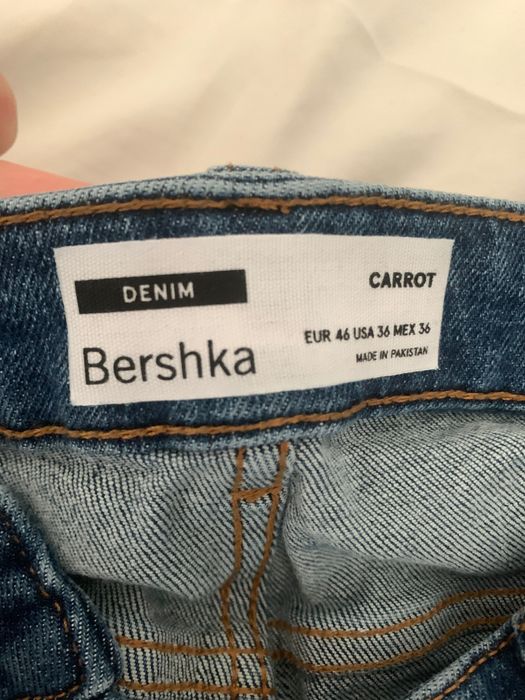 DENIM
Bershka
CARROT
EUR 46 USA 36 MEX 36
MADE IN PAKISTAN